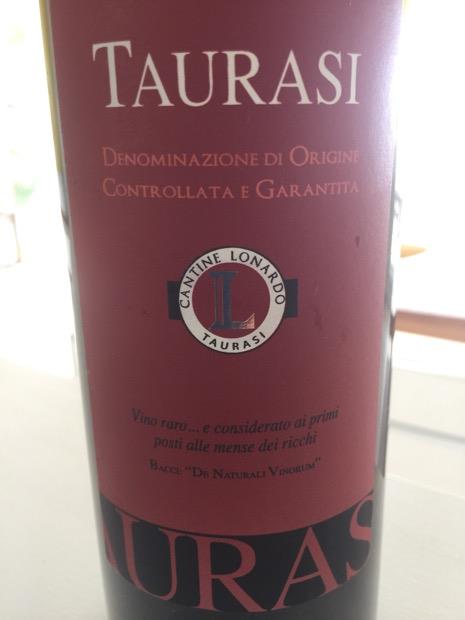 TAURASI
DENOMINAZIONE DI ORIGINE
CONTROLLATA E GARANTITA
CANTINE LONARDO
L
TAURASI
Vino raro... e considerato ai primi
posti alle mense dei ricchi
BACCI: "DE NATURALI VINORUM"
AURAS